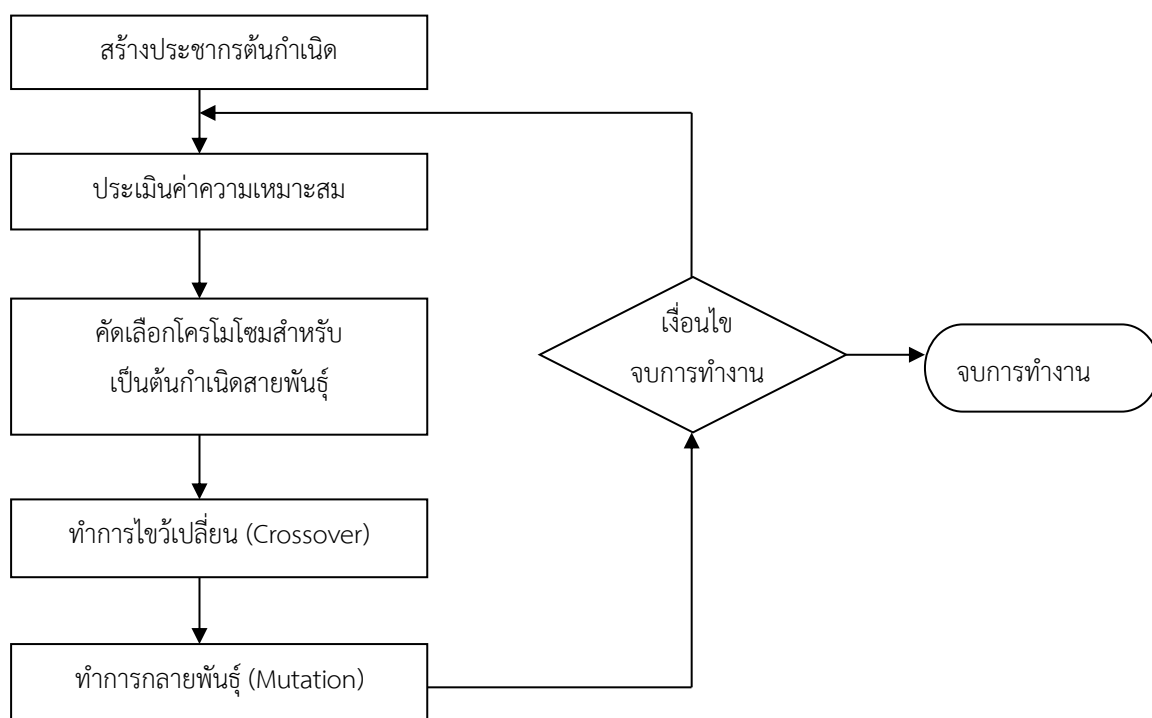 สร้างประชากรต้นกำเนิด
ประเมินค่าความเหมาะสม
คัดเลือกโครโมโซมสำหรับ
เป็นต้นกำเนิดสายพันธุ์
ทำการไขว้เปลี่ยน (Crossover)
ทำการกลายพันธุ์ (Mutation)
เงื่อนไข
จบการทำงาน
จบการทำงาน